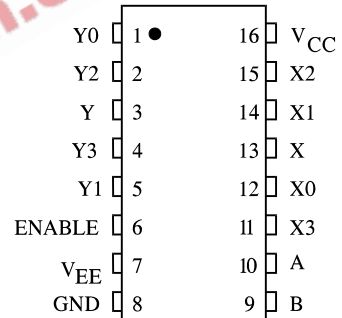 Y0 1 16 VCC
Y2 2 15 X2
Y 3 14 X1
Y3 4 13 X
Y1 5 12 X0
ENABLE 6 11 X3
VEE 7 10 A
GND 8 9 B